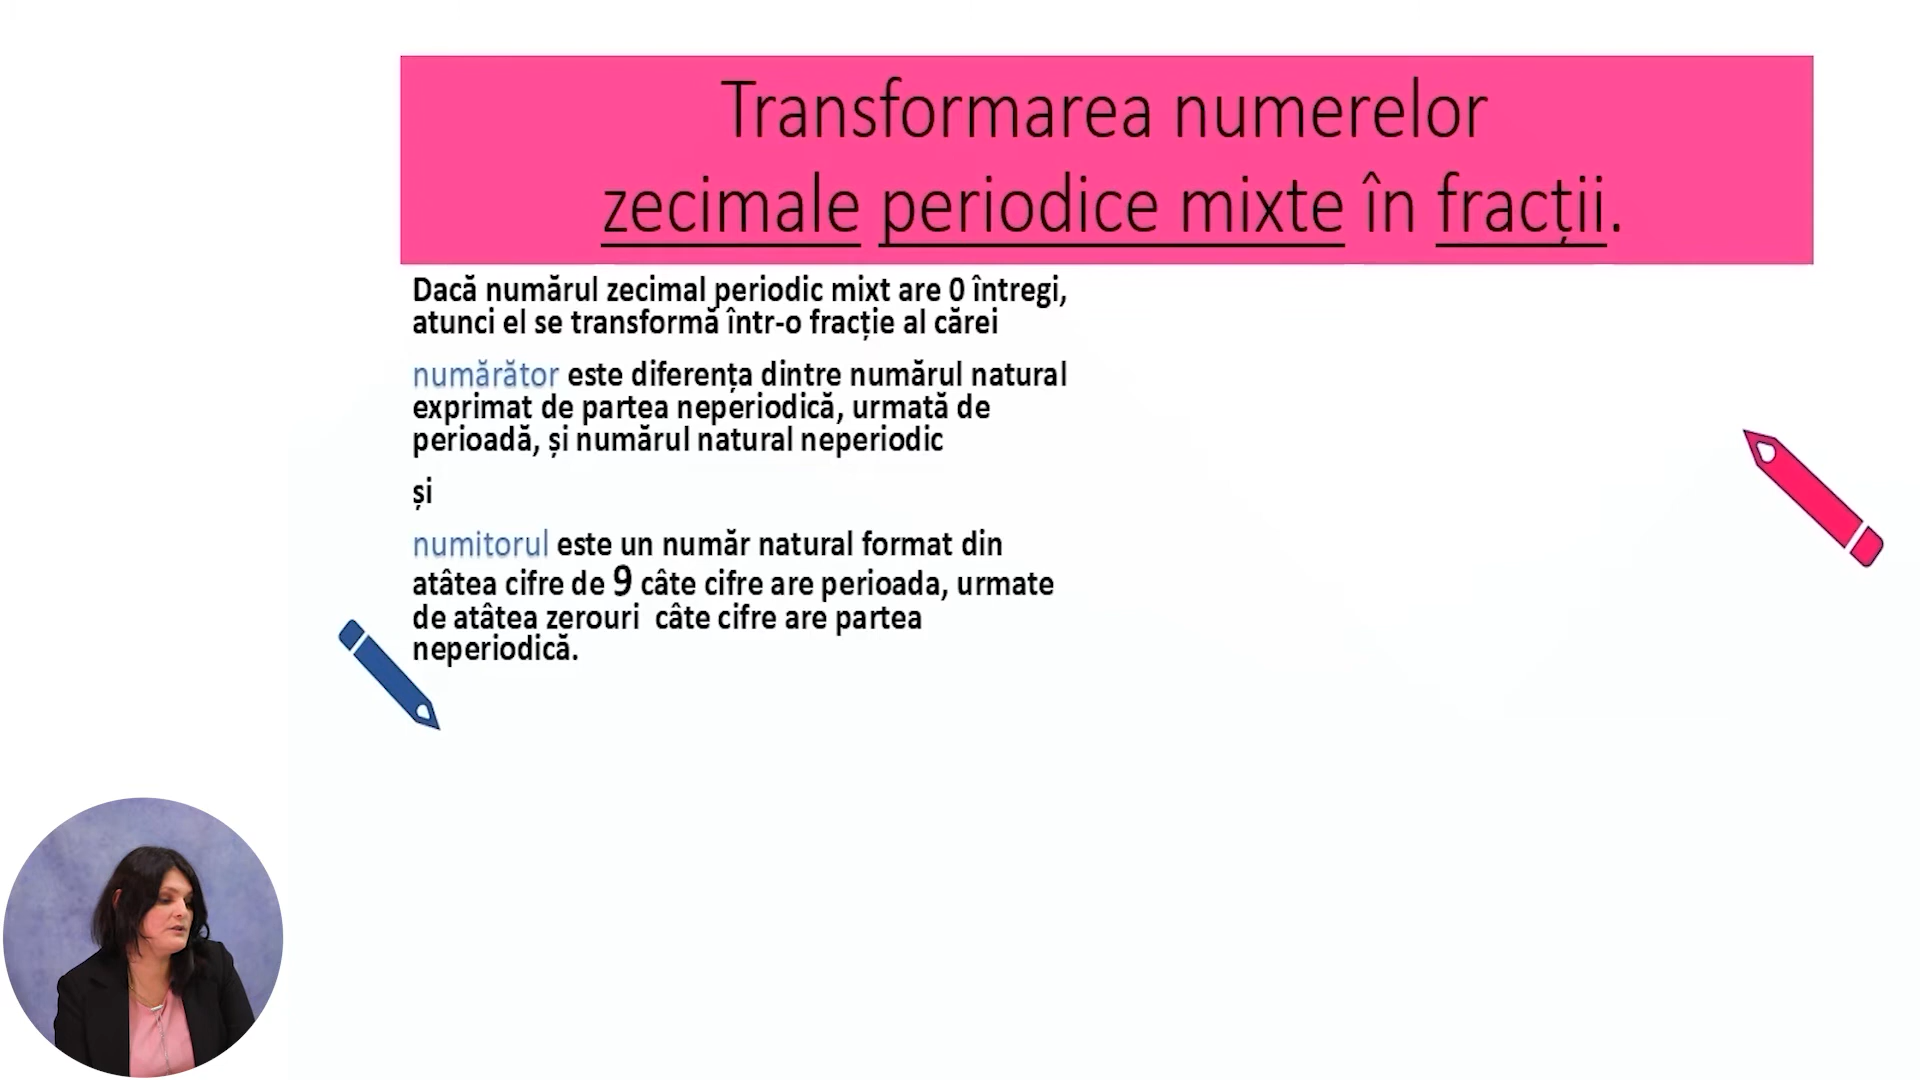 Transformarea numerelor
zecimale periodice mixte în fracții.
Dacă numărul zecimal periodic mixt are 0 întregi,
atunci el se transformă într-o fracție al cărei
numărător este diferența dintre numărul natural
exprimat de partea neperiodică, urmată de
perioadă, și numărul natural neperiodic
și
numitorul este un număr natural format din
atâtea cifre de 9 câte cifre are perioada, urmate
de atâtea zerouri  câte cifre are partea
neperiodică.